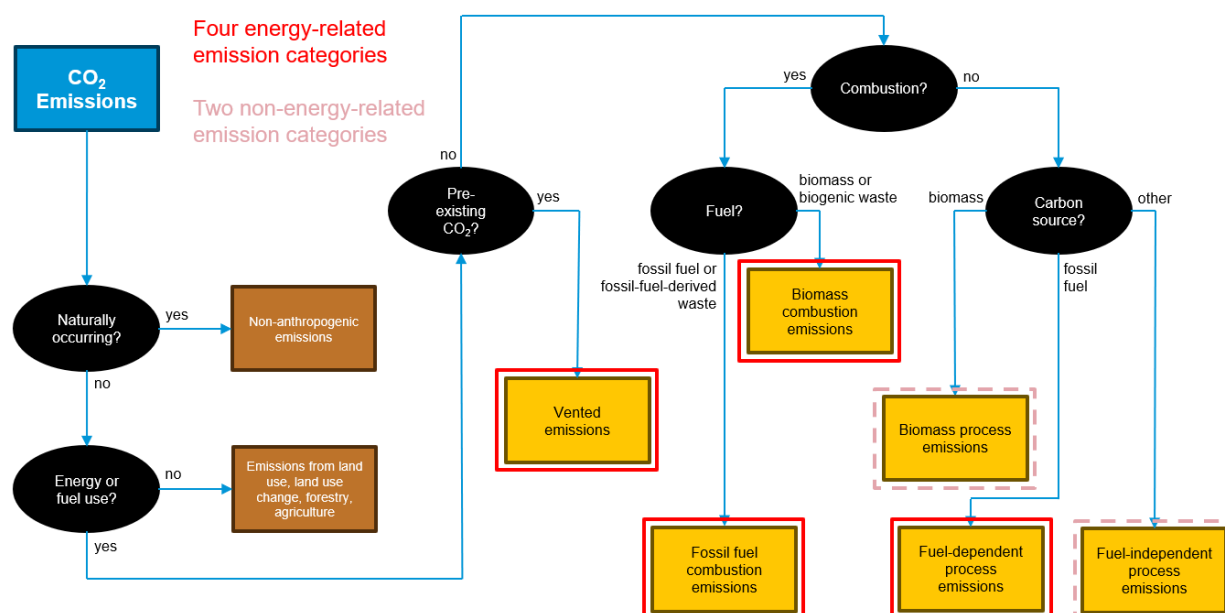 Four energy-related
emission categories
Two non-energy-related
emission categories
CO₂
Emissions
Naturally
occurring?
yes
no
Non-anthropogenic
emissions
Energy or
fuel use?
no
yes
Emissions from land
use, land use
change, forestry,
agriculture
Pre-
existing
CO₂?
no
yes
Vented
emissions
Combustion?
yes
no
Fuel?
biomass or
biogenic waste
fossil fuel or
fossil-fuel-derived
waste
Biomass
combustion
emissions
Fossil fuel
combustion
emissions
Carbon
source?
biomass
other
fossil
fuel
Biomass process
emissions
Fuel-dependent
process
emissions
Fuel-independent
process
emissions